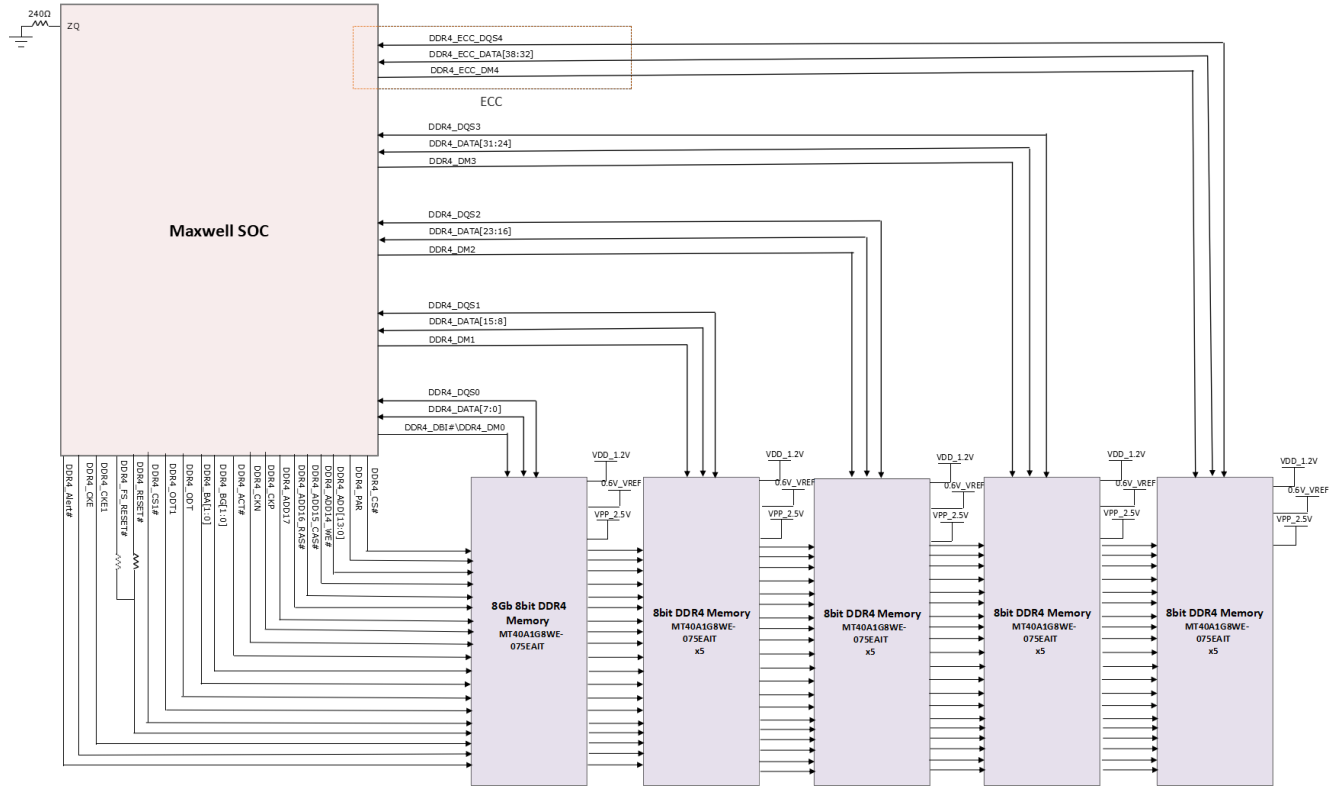 240Ω
ZQ
DDR4_ECC_DQS4
DDR4_ECC_DATA[38:32]
DDR4_ECC_DM4
ECC
DDR4_DQS3
DDR4_DATA[31:24]
DDR4_DM3
Maxwell SOC
DDR4_DQS2
DDR4_DATA[23:16]
DDR4_DM2
DDR4_DQS1
DDR4_DATA[15:8]
DDR4_DM1
DDR4_DQS0
DDR4_DATA[7:0]
DDR4_DBI#\DDR4_DM0
DDR4_Alert#
DDR4_CKE
DDR4_CKE1
DDR4_FS_RESET#
DDR4_RESET#
DDR4_CS1#
DDR4_ODT1
DDR4_ODT
DDR4_BA[1:0]
DDR4_BG[1:0]
DDR4_ACT#
DDR4_CKN
DDR4_CKP
DDR4_ADD17
DDR4_ADD16_RAS#
DDR4_ADD15_CAS#
DDR4_ADD14_WE#
DDR4_ADD[13:0]
DDR4_PAR
DDR4_CS#
VDD_1.2V
0.6V_VREF
VPP_2.5V
VDD_1.2V
0.6V_VREF
VPP_2.5V
VDD_1.2V
0.6V_VREF
VPP_2.5V
VDD_1.2V
0.6V_VREF
VPP_2.5V
VDD_1.2V
0.6V_VREF
VPP_2.5V
8Gb 8bit DDR4
Memory
MT40A1G8WE-
075EAIT
8bit DDR4 Memory
MT40A1G8WE-
075EAIT
x5
8bit DDR4 Memory
MT40A1G8WE-
075EAIT
x5
8bit DDR4 Memory
MT40A1G8WE-
075EAIT
x5
8bit DDR4 Memory
MT40A1G8WE-
075EAIT
x5